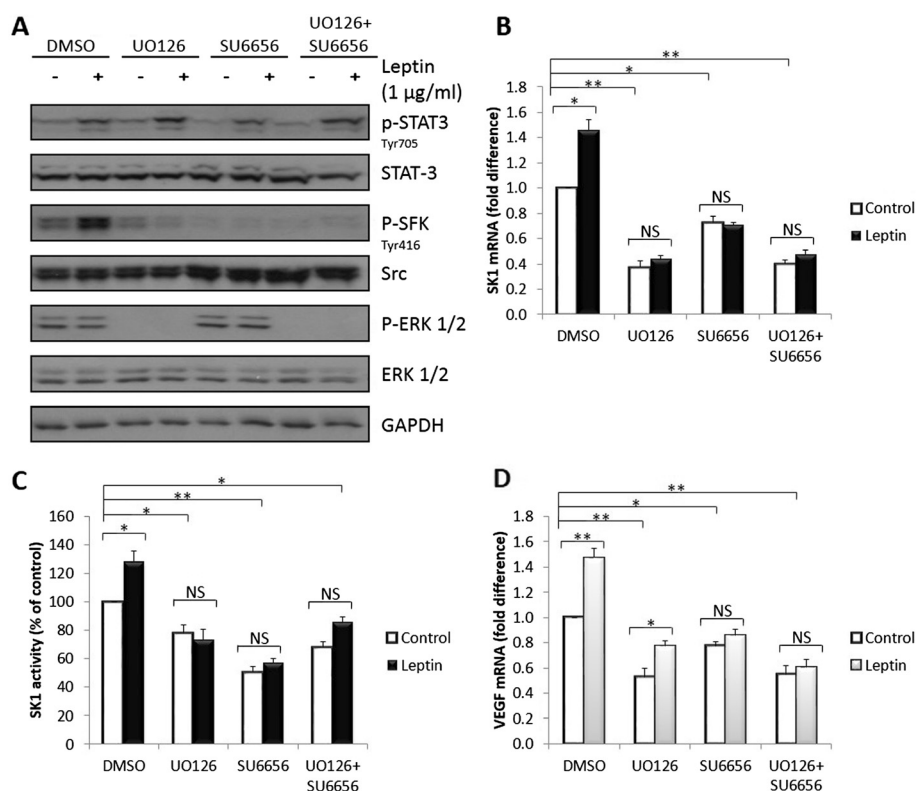 A
DMSO UO126 SU6656 UO126+
SU6656
- + - + - + - + Leptin
(1 µg/ml)
p-STAT3
Tyr705
STAT-3
P-SFK
Tyr416
Src
P-ERK 1/2
ERK 1/2
GAPDH
B
**
*
**
*
NS
NS
NS
SK1 mRNA (fold difference)
1.8
1.6
1.4
1.2
1.0
0.8
0.6
0.4
0.2
0.0
DMSO UO126 SU6656 UO126+
SU6656
Control
Leptin
C
*
**
*
*
NS
NS
NS
SK1 activity (% of control)
160
140
120
100
80
60
40
20
0
DMSO UO126 SU6656 UO126+
SU6656
Control
Leptin
D
**
*
**
**
*
NS
NS
VEGF mRNA (fold difference)
1.8
1.6
1.4
1.2
1.0
0.8
0.6
0.4
0.2
0.0
DMSO UO126 SU6656 UO126+
SU6656
Control
Leptin